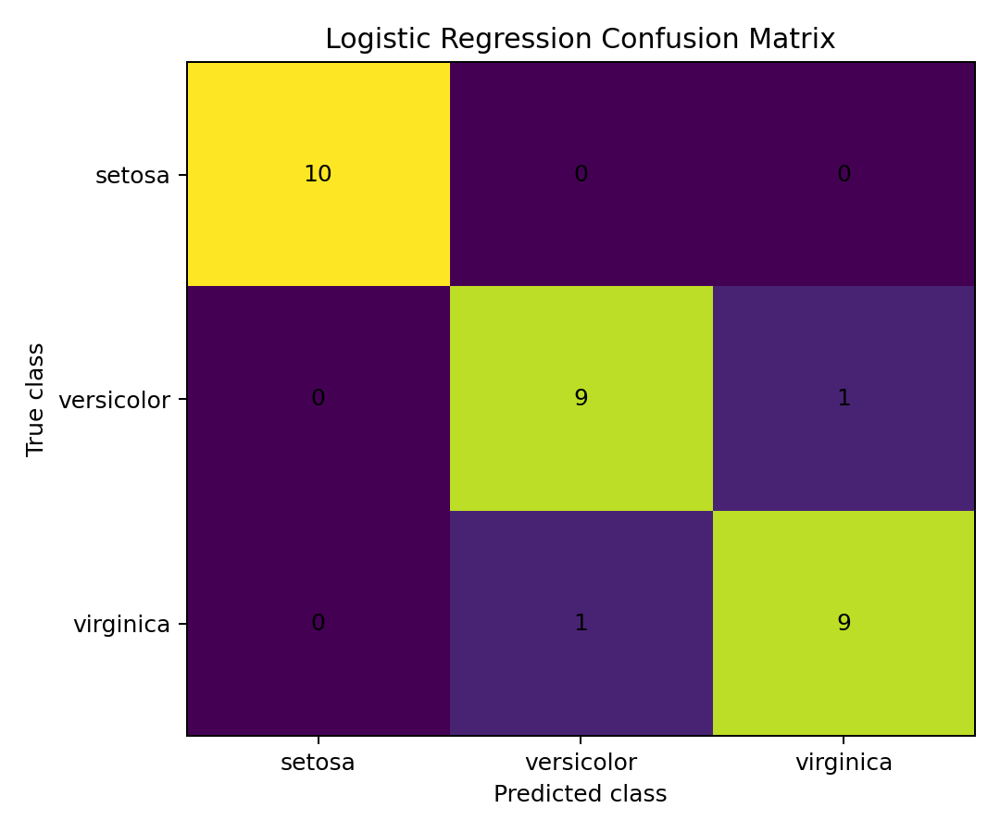 Logistic Regression Confusion Matrix
setosa
10
0
0
True class
versicolor
0
9
1
virginica
0
1
9
setosa
versicolor
virginica
Predicted class